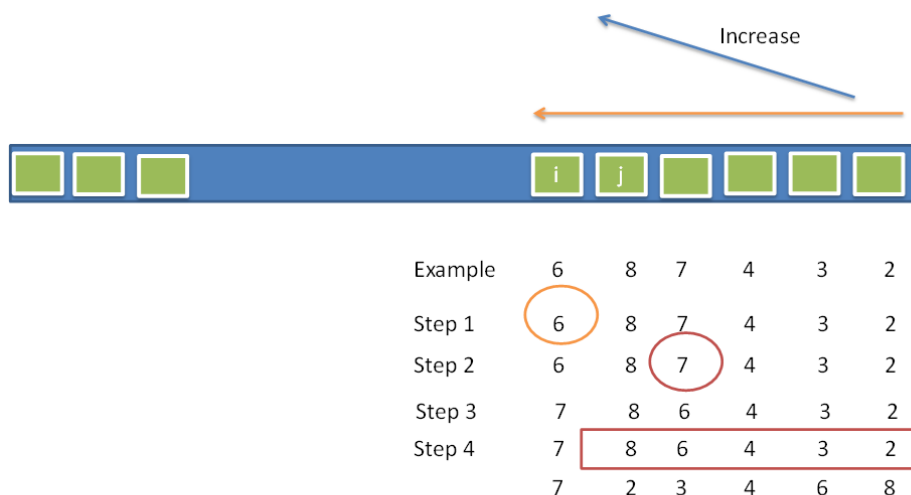 Increase
i j
Example 6 8 7 4 3 2
Step 1 6 8 7 4 3 2
Step 2 6 8 7 4 3 2
Step 3 7 8 6 4 3 2
Step 4 7 8 6 4 3 2
7 2 3 4 6 8